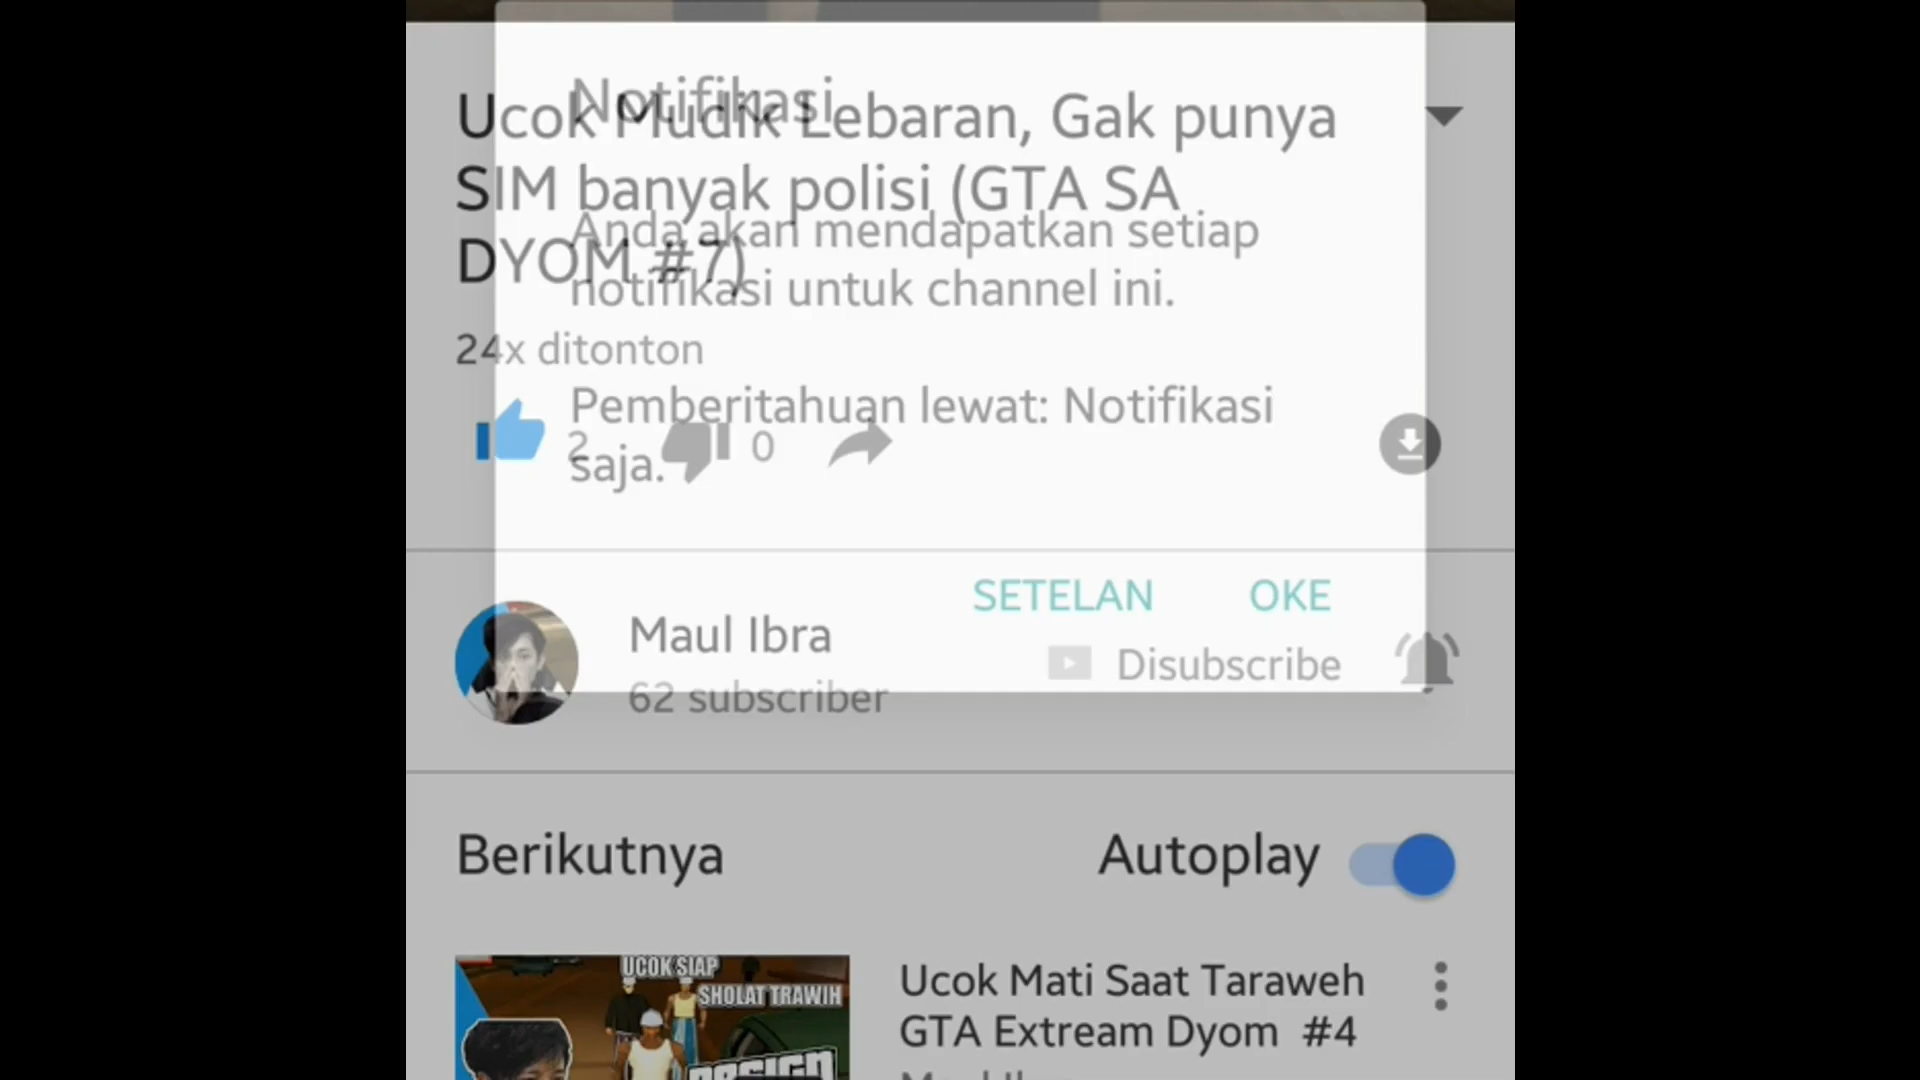 Notifikasi
Ucok Mudik Lebaran, Gak punya
SIM banyak polisi (GTA SA
DYOM #7)
Anda akan mendapatkan setiap
notifikasi untuk channel ini.
24x ditonton
Pemberitahuan lewat: Notifikasi
saja.
2
0
SETELAN OKE
Maul Ibra
Disubscribe
62 subscriber
Berikutnya
Autoplay
UCOK SIAP
SHOLAT TRAWIH
Ucok Mati Saat Taraweh
GTA Extream Dyom #4